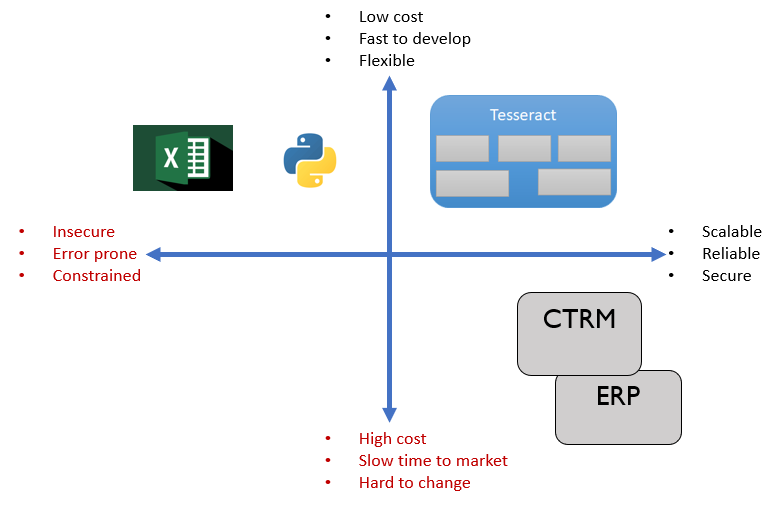 • Low cost
• Fast to develop
• Flexible
Tesseract
X
• Insecure
• Error prone
• Constrained
• Scalable
• Reliable
• Secure
CTRM
ERP
• High cost
• Slow time to market
• Hard to change